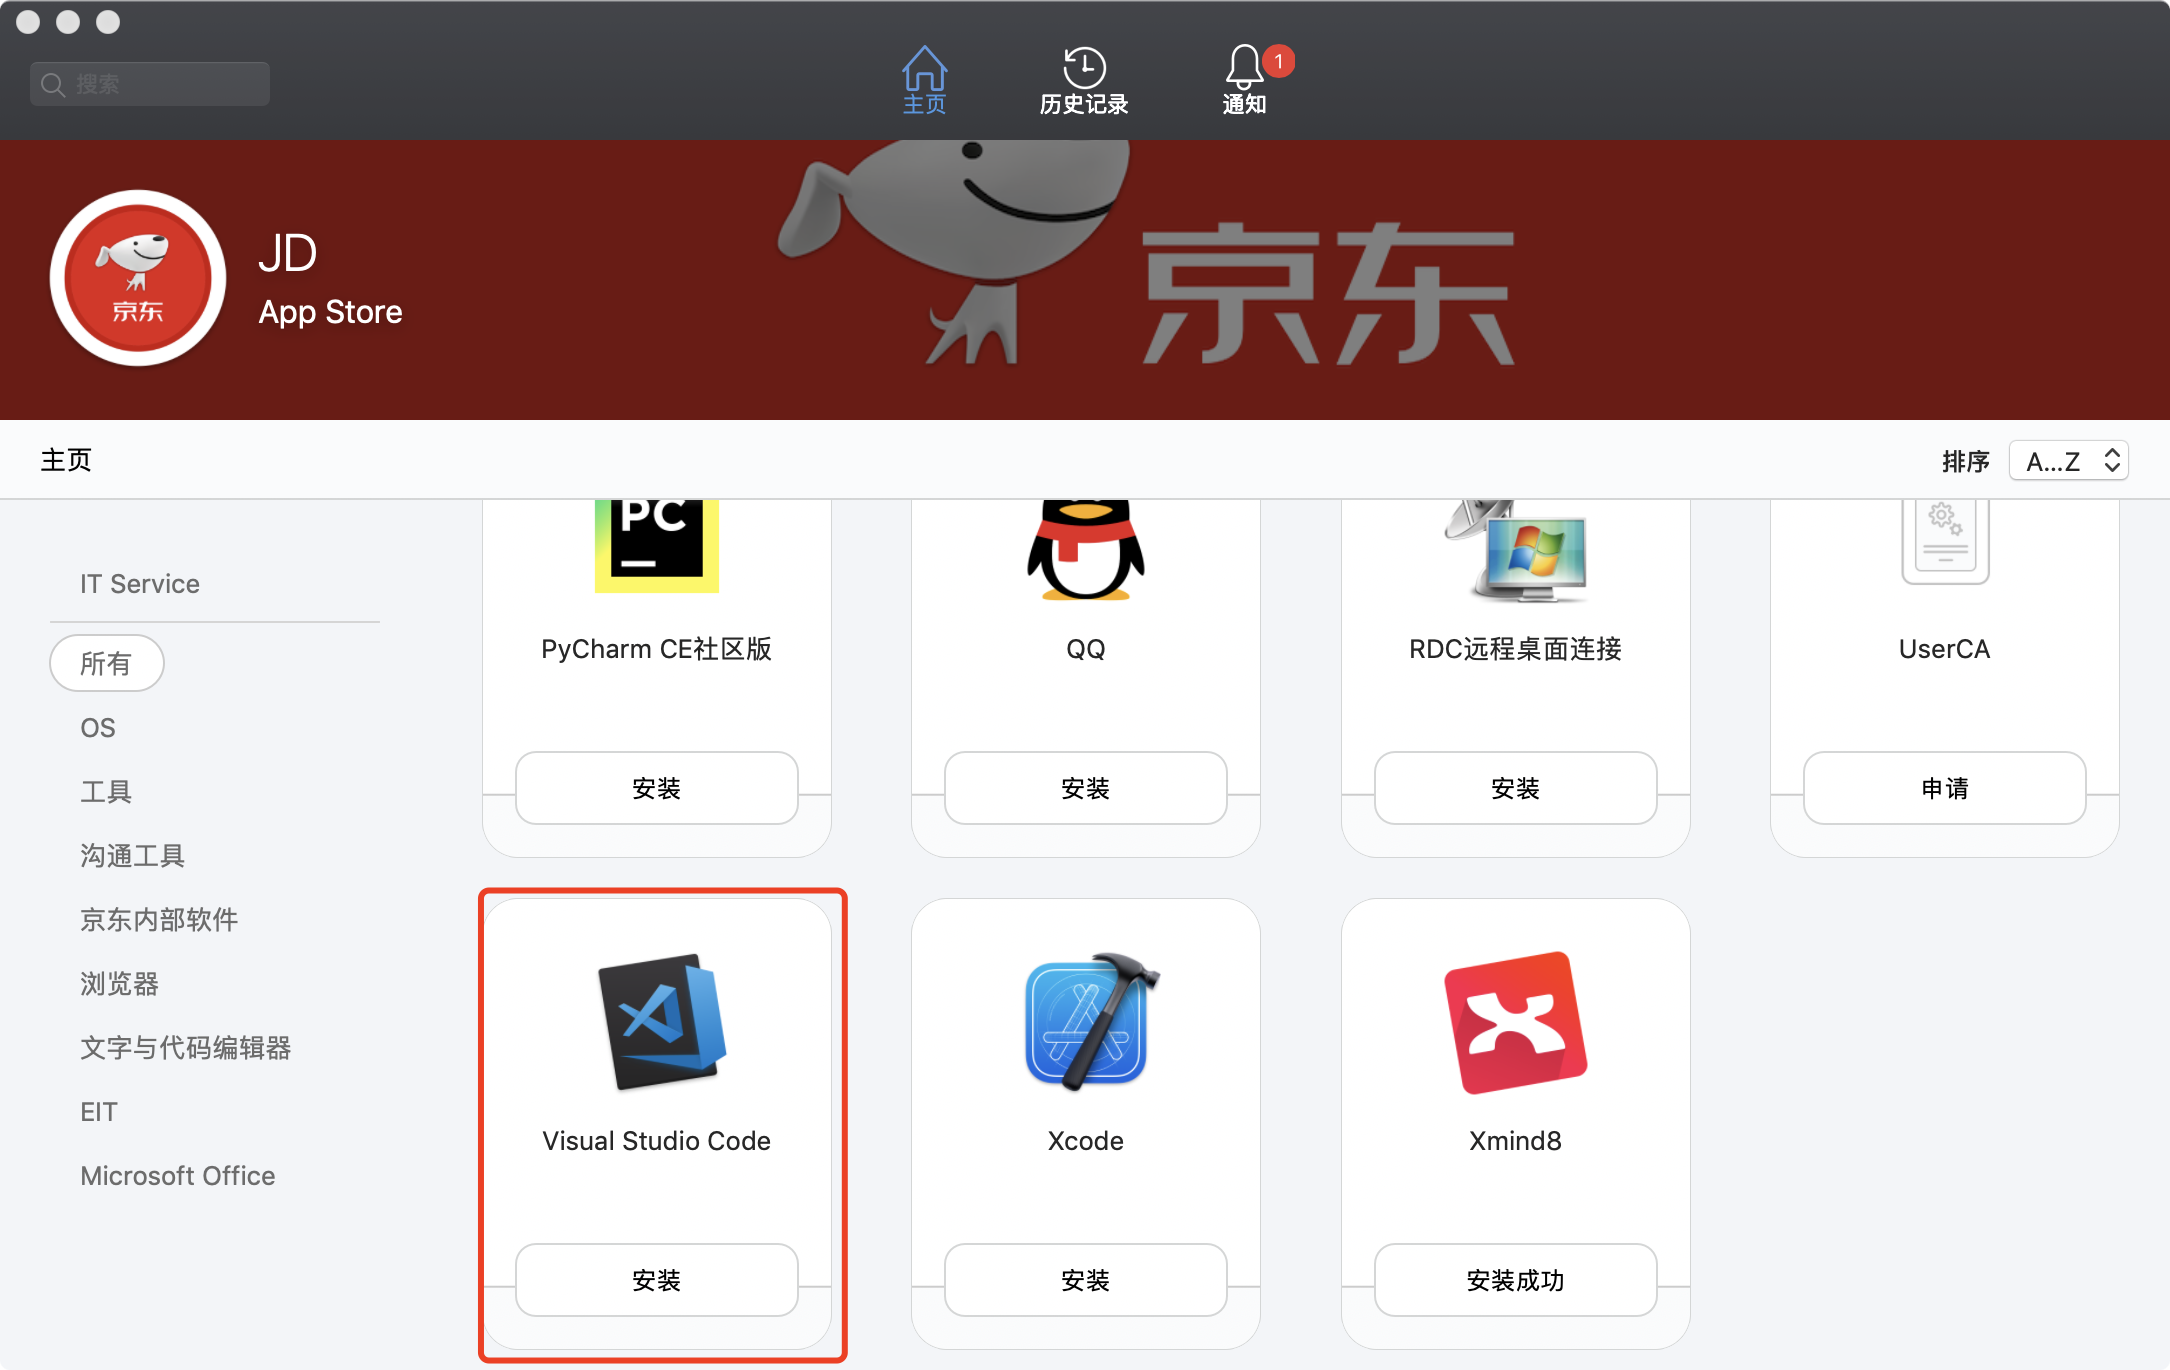 搜索
主页
历史记录
通知
1
京东
JD
App Store
京东
主页
排序
A...Z
IT Service
所有
OS
工具
沟通工具
京东内部软件
浏览器
文字与代码编辑器
EIT
Microsoft Office
PC
PyCharm CE社区版
安装
QQ
安装
RDC远程桌面连接
安装
UserCA
申请
Visual Studio Code
安装
Xcode
安装
Xmind8
安装成功